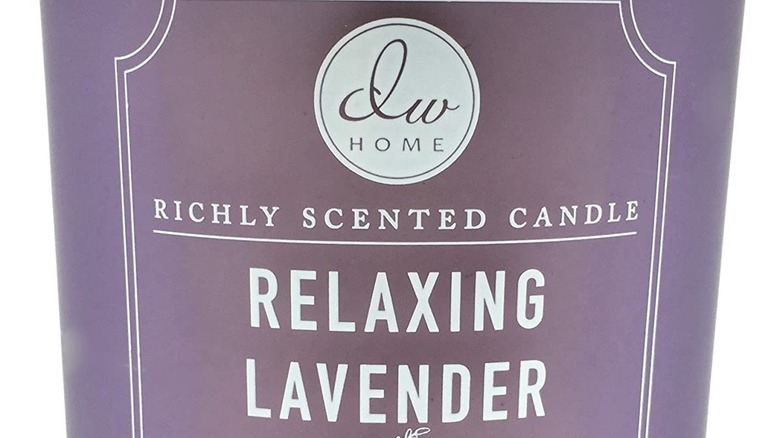 dw
HOME
RICHLY SCENTED CANDLE
RELAXING
LAVENDER